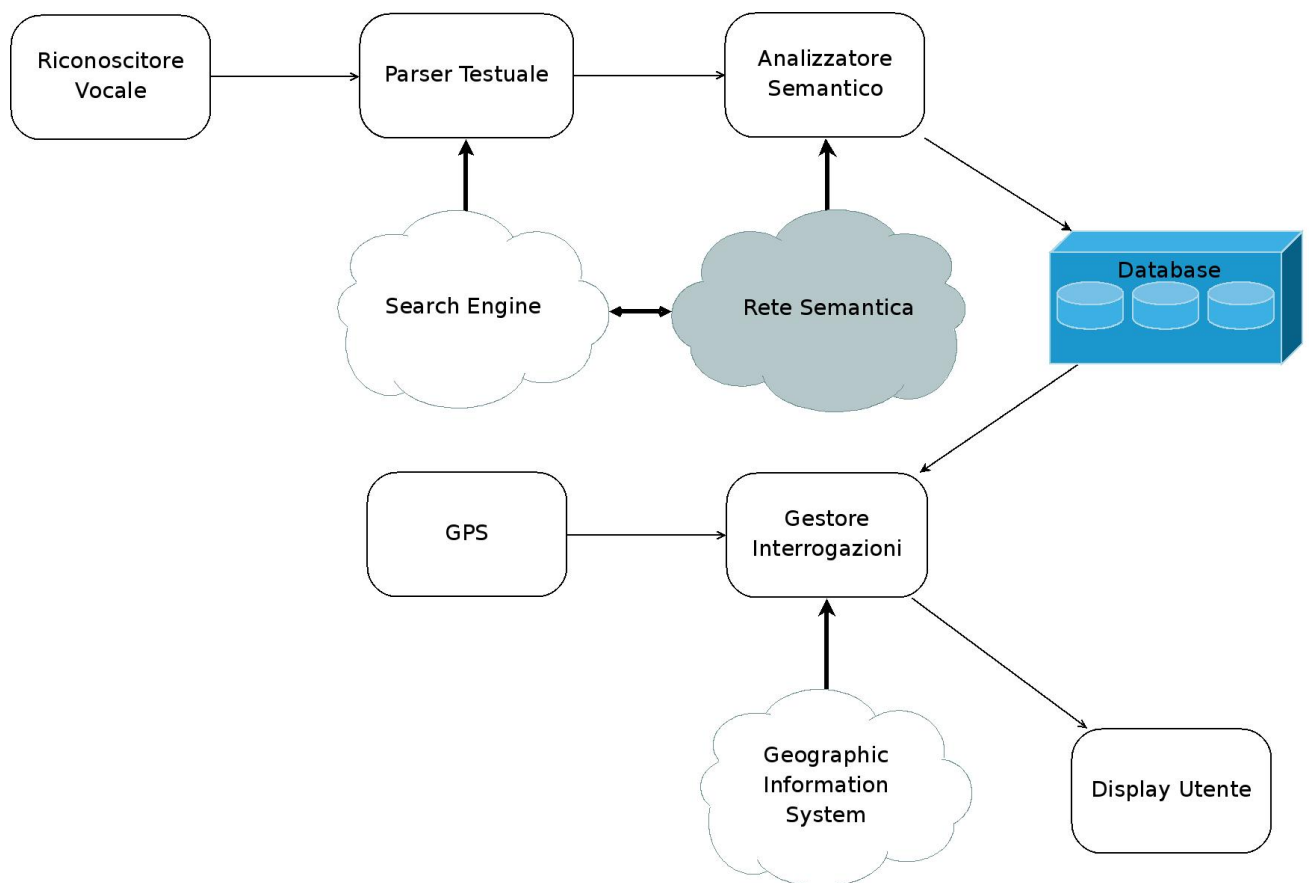 Riconoscitore
Vocale
Parser Testuale
Analizzatore
Semantico
Search Engine
Rete Semantica
Database
GPS
Gestore
Interrogazioni
Geographic
Information
System
Display Utente